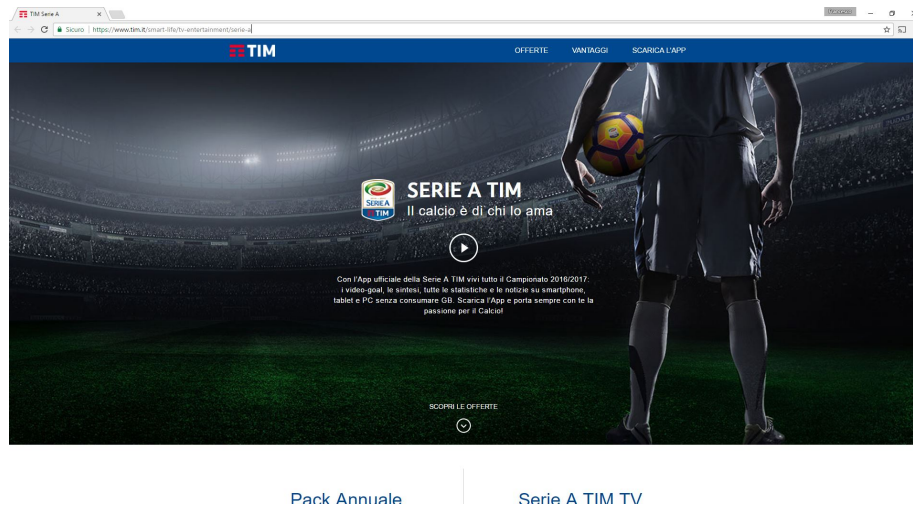 TIM Serie A
Sicuro | https://www.tim.it/smart-life/tv-entertainment/serie-a
TIM
OFFERTE
VANTAGGI
SCARICA L'APP
SERIE A
TIM
SERIE A TIM
Il calcio è di chi lo ama
Con l'App ufficiale della Serie A TIM vivi tutto il Campionato 2016/2017:
i video-goal, le sintesi, tutte le statistiche e le notizie su smartphone,
tablet e PC senza consumare GB. Scarica l'App e porta sempre con te la
passione per il Calcio!
SCOPRI LE OFFERTE
Pack Annuale
Serie A TIM TV